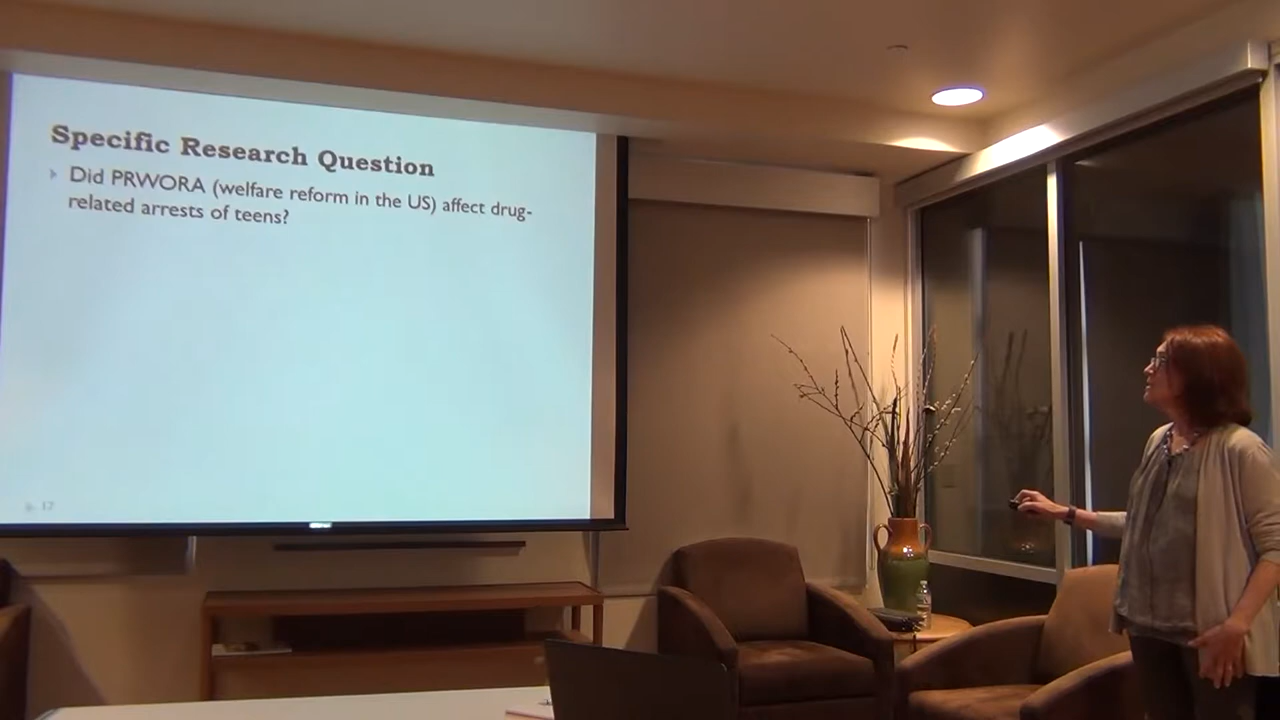 Specific Research Question
Did PRWORA (welfare reform in the US) affect drug-
related arrests of teens?
17